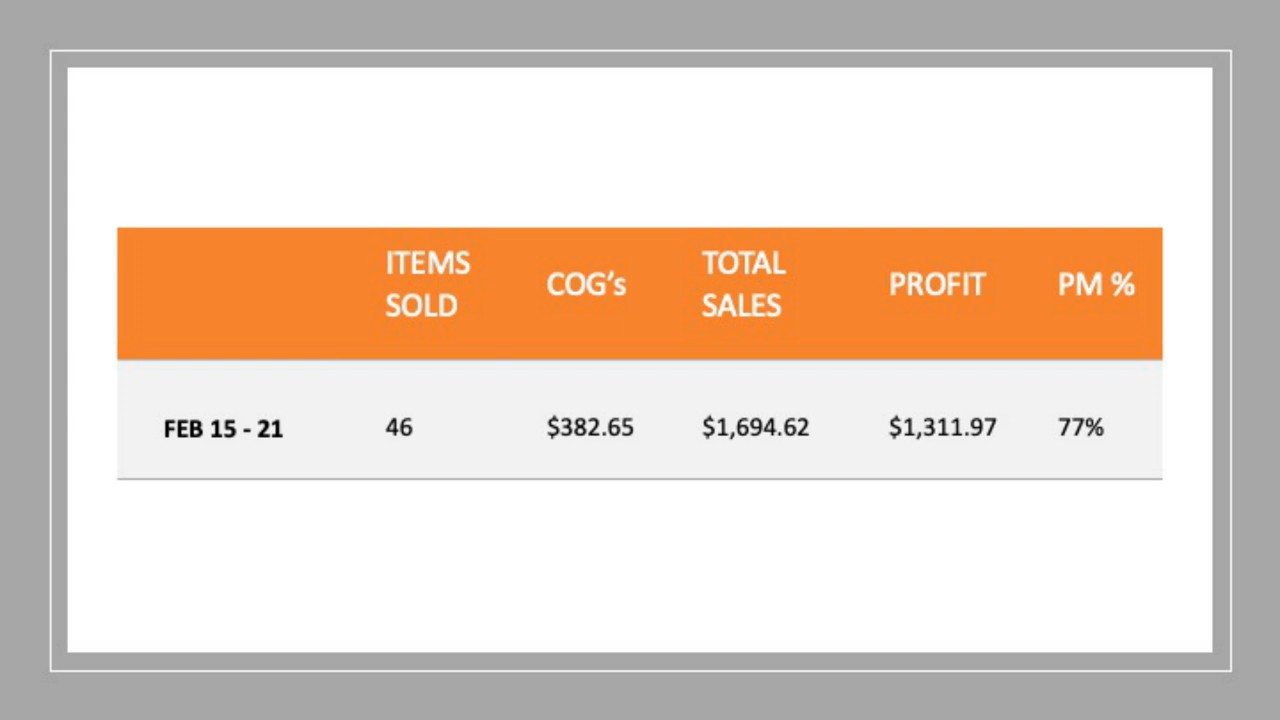 ITEMS SOLD COG’s TOTAL SALES PROFIT PM %
FEB 15 - 21 46 $382.65 $1,694.62 $1,311.97 77%